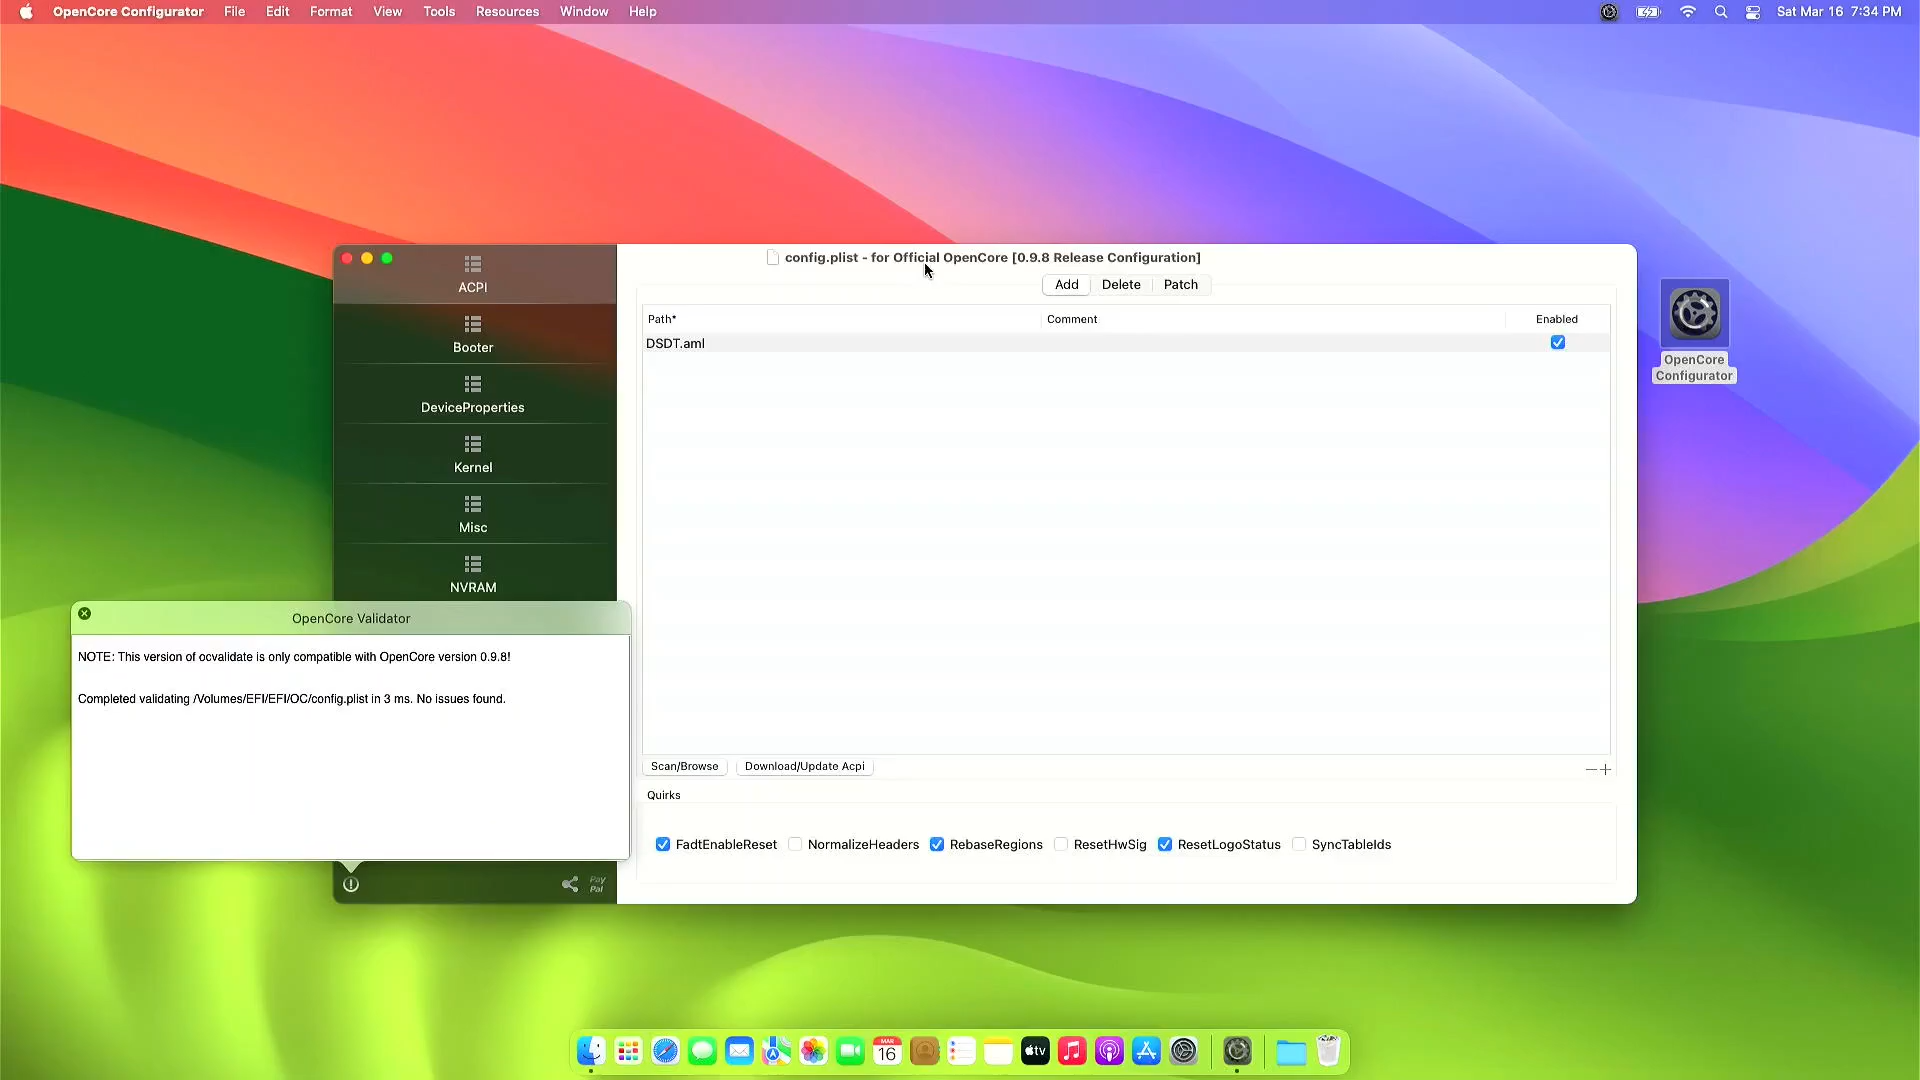 OpenCore Configurator File Edit Format View Tools Resources Window Help Sat Mar 16 7:34 PM
config.plist - for Official OpenCore [0.9.8 Release Configuration]
ACPI
Booter
DeviceProperties
Kernel
Misc
NVRAM
Add Delete Patch
Path* Comment Enabled
DSDT.aml
OpenCore
Configurator
OpenCore Validator
NOTE: This version of ocvalidate is only compatible with OpenCore version 0.9.8!
Completed validating /Volumes/EFI/EFI/OC/config.plist in 3 ms. No issues found.
Scan/Browse Download/Update Acpi
Quirks
FadtEnableReset NormalizeHeaders RebaseRegions ResetHwSig ResetLogoStatus SyncTableIds
Pay
Pal
MAR
16
tv